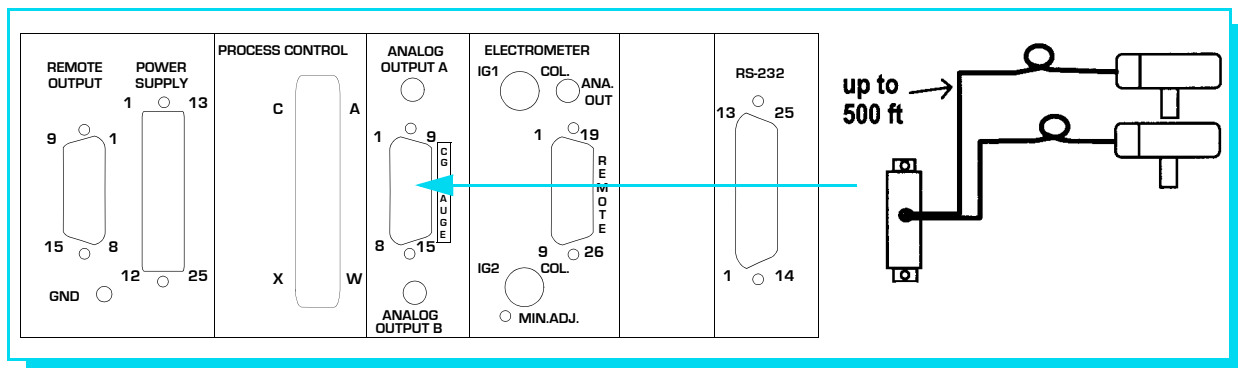 REMOTE
OUTPUT
9 1
15 8
GND
POWER
SUPPLY
1 13
12 25
PROCESS CONTROL
C A
X W
ANALOG
OUTPUT A
1 9
8 15
ANALOG
OUTPUT B
ELECTROMETER
IG1 COL.
ANA.
OUT
1 19
REMOTE
9 26
IG2 COL.
MIN.ADJ.
RS-232
13 25
1 14
up to
500 ft